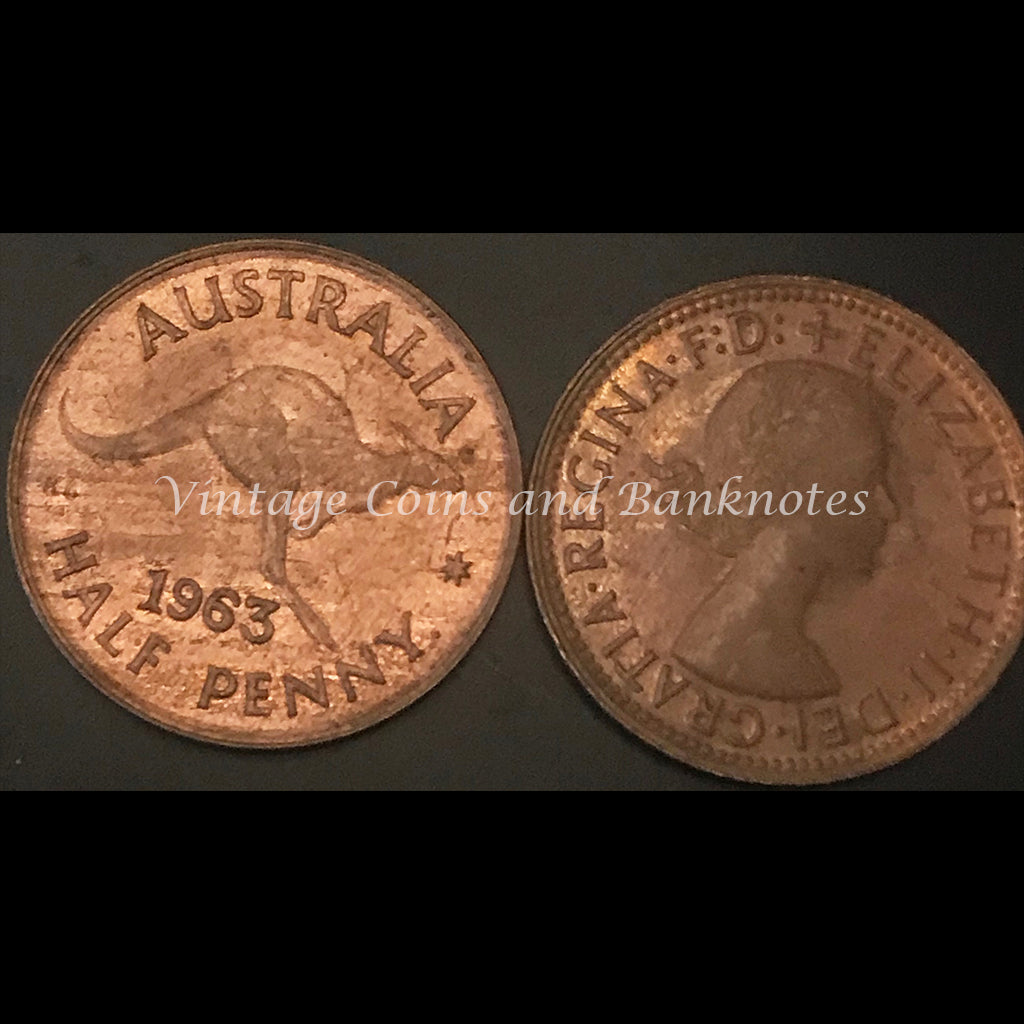 AUSTRALIA
1963
HALF PENNY.
+ELIZABETH·II·DEI·GRATIA·REGINA·F:D:
Vintage Coins and Banknotes